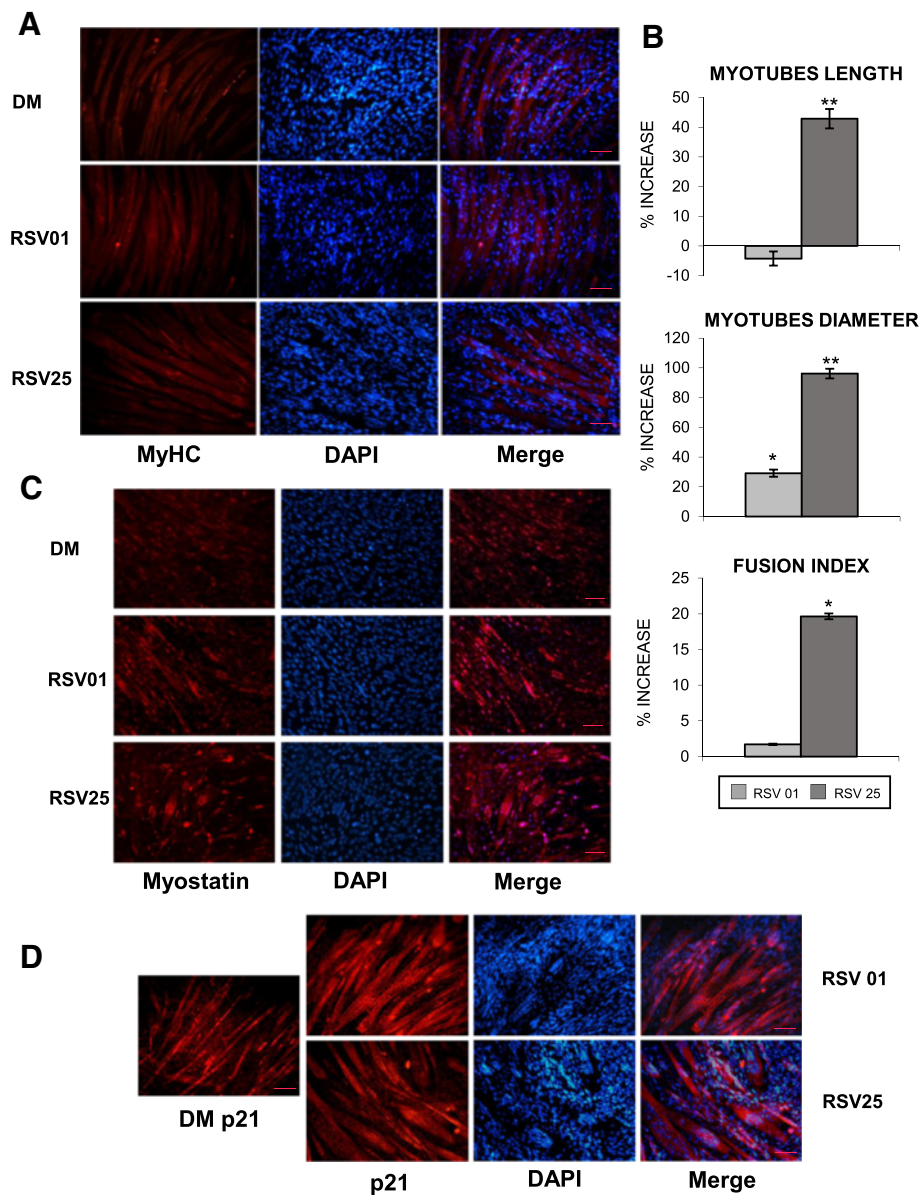 A
DM
RSV01
RSV25
MyHC DAPI Merge
B
MYOTUBES LENGTH
% INCREASE
50
40
30
20
10
0
-10
**
MYOTUBES DIAMETER
% INCREASE
120
100
80
60
40
20
0
*
**
FUSION INDEX
% INCREASE
25
20
15
10
5
0
*
RSV 01 RSV 25
C
DM
RSV01
RSV25
Myostatin DAPI Merge
D
DM p21
RSV 01
RSV25
p21 DAPI Merge